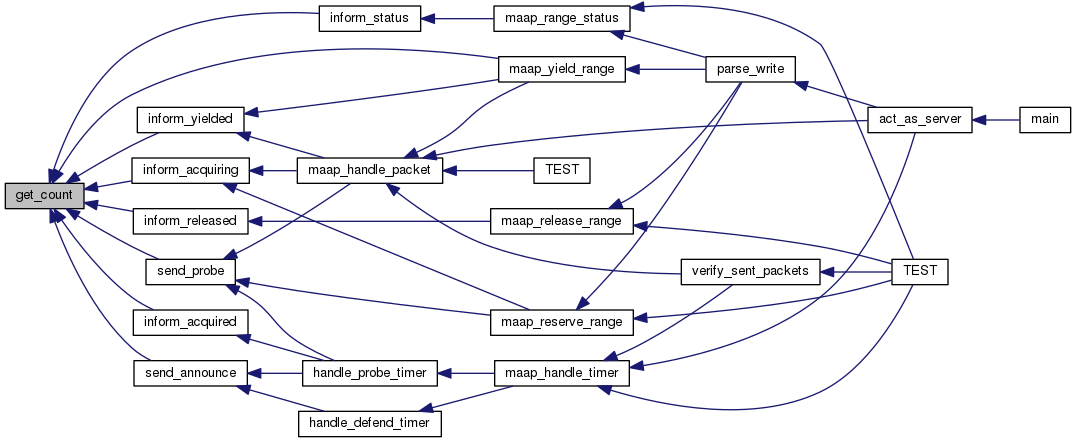 inform_status
maap_range_status
maap_yield_range
parse_write
inform_yielded
act_as_server
main
inform_acquiring
maap_handle_packet
TEST
get_count
inform_released
maap_release_range
send_probe
verify_sent_packets
TEST
inform_acquired
maap_reserve_range
send_announce
handle_probe_timer
maap_handle_timer
handle_defend_timer